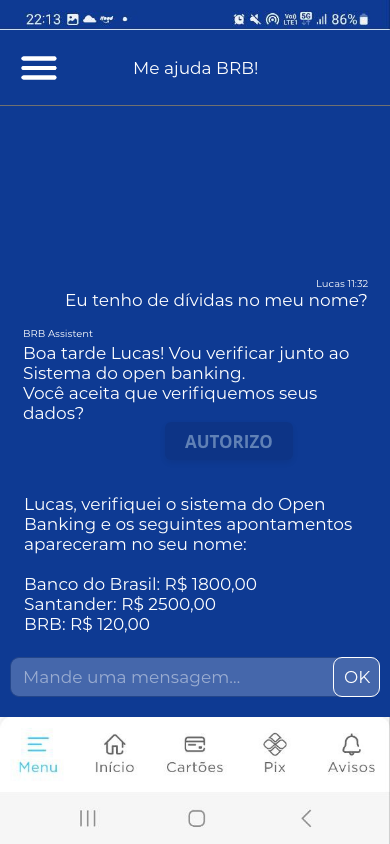 22:13
86%
Me ajuda BRB!
Lucas 11:32
Eu tenho de dívidas no meu nome?
BRB Assistent
Boa tarde Lucas! Vou verificar junto ao
Sistema do open banking.
Você aceita que verifiquemos seus
dados?
AUTORIZO
Lucas, verifiquei o sistema do Open
Banking e os seguintes apontamentos
apareceram no seu nome:
Banco do Brasil: R$ 1800,00
Santander: R$ 2500,00
BRB: R$ 120,00
Mande uma mensagem...
OK
Menu
Início
Cartões
Pix
Avisos